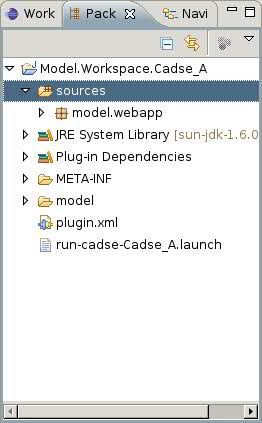 Work Pack Navi
Model.Workspace.Cadse_A
sources
model.webapp
JRE System Library [sun-jdk-1.6.0
Plug-in Dependencies
META-INF
model
plugin.xml
run-cadse-Cadse_A.launch